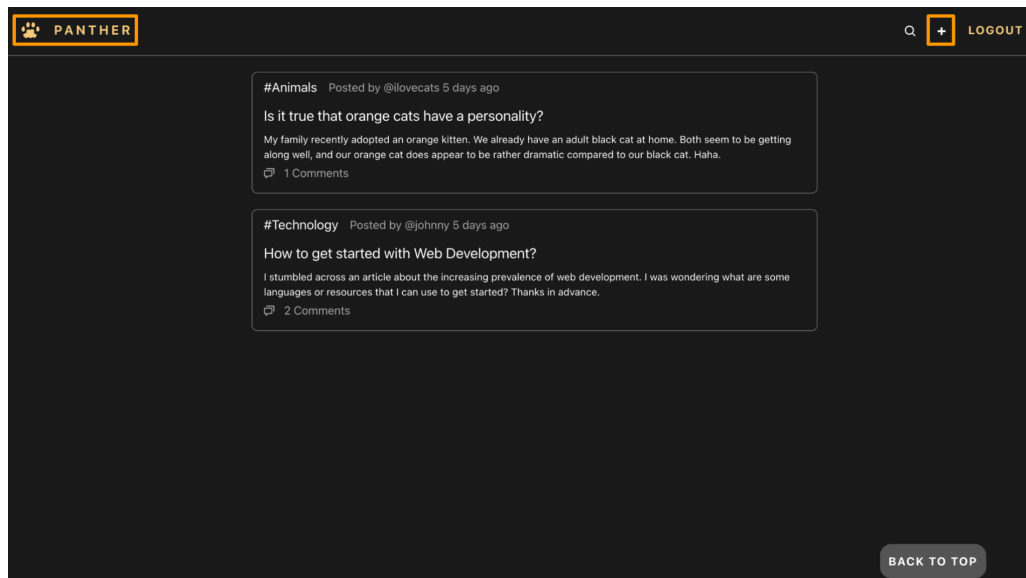 PANTHER
+ LOGOUT
#Animals Posted by @ilovecats 5 days ago
Is it true that orange cats have a personality?
My family recently adopted an orange kitten. We already have an adult black cat at home. Both seem to be getting
along well, and our orange cat does appear to be rather dramatic compared to our black cat. Haha.
1 Comments
#Technology Posted by @johnny 5 days ago
How to get started with Web Development?
I stumbled across an article about the increasing prevalence of web development. I was wondering what are some
languages or resources that I can use to get started? Thanks in advance.
2 Comments
BACK TO TOP